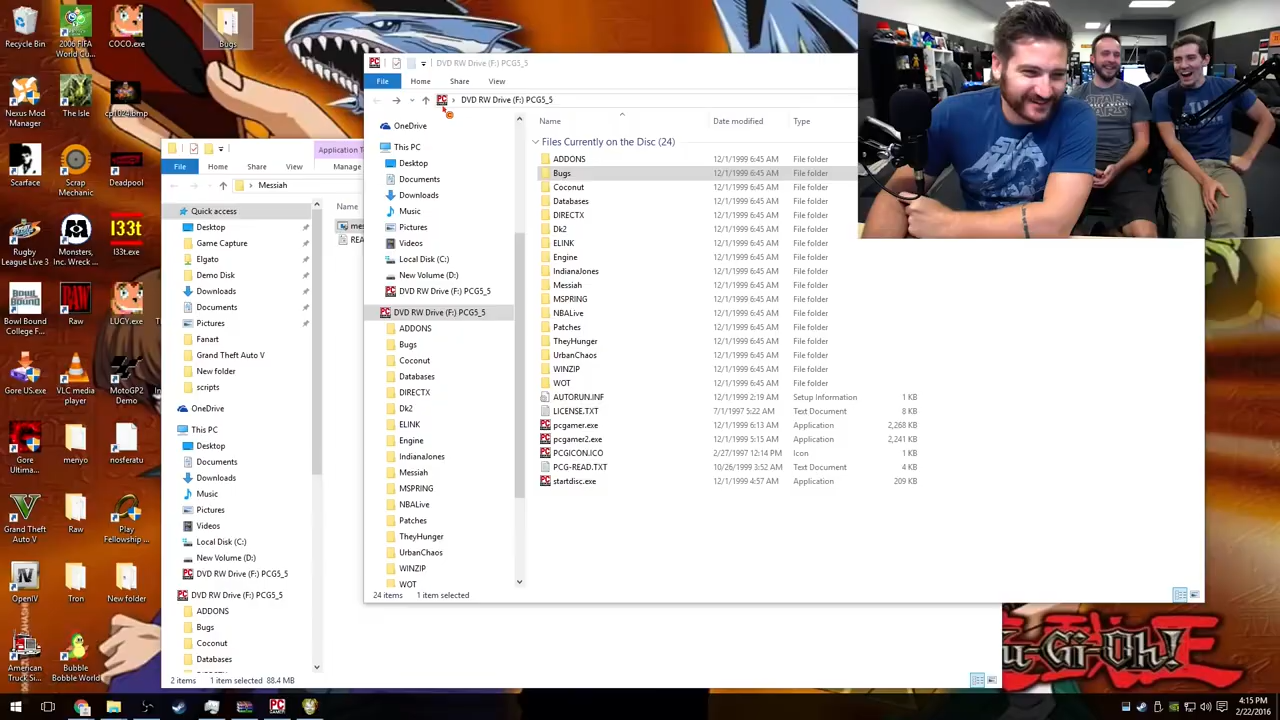 Recycle Bin
2006 FIFA World Cu...
COCO.exe
Bugs
Nexus Mod Manager
The Isle
cp1024.bmp
Scarface
Scrap Mechanic
Deadpool
Rugby League Live 3
Monsters, Inc. Wreck ...
l33t.exe
Bowl Bound College F...
Raw
LUCY.exe
Gore US.exe
VLC media player
MotoGP2 Demo
Gore Ultima...
meriyo
nosferatu
Grand Theft Auto V
Raw
Play Fellowship ...
OpenIV
Tron
New folder
American Truck S...
Bubble Bobble World
File
Home
Share
View
Application T
Manage
Messiah
Name
Quick access
Desktop
Game Capture
Elgato
Demo Disk
Downloads
Documents
Pictures
Fanart
Grand Theft Auto V
New folder
scripts
OneDrive
This PC
Desktop
Documents
Downloads
Music
Pictures
Videos
Local Disk (C:)
New Volume (D:)
DVD RW Drive (F:) PCG5_5
DVD RW Drive (F:) PCG5_5
ADDONS
Bugs
Coconut
Databases
mes
REA
2 items
1 item selected 88.4 MB
DVD RW Drive (F:) PCG5_5
File
Home
Share
View
DVD RW Drive (F:) PCG5_5
OneDrive
This PC
Desktop
Documents
Downloads
Music
Pictures
Videos
Local Disk (C:)
New Volume (D:)
DVD RW Drive (F:) PCG5_5
DVD RW Drive (F:) PCG5_5
ADDONS
Bugs
Coconut
Databases
DIRECTX
Dk2
ELINK
Engine
IndianaJones
Messiah
MSPRING
NBALive
Patches
TheyHunger
UrbanChaos
WINZIP
WOT
Name Date modified Type
Files Currently on the Disc (24)
ADDONS 12/1/1999 6:45 AM File folder
Bugs 12/1/1999 6:45 AM File folder
Coconut 12/1/1999 6:45 AM File folder
Databases 12/1/1999 6:45 AM File folder
DIRECTX 12/1/1999 6:45 AM File folder
Dk2 12/1/1999 6:45 AM File folder
ELINK 12/1/1999 6:45 AM File folder
Engine 12/1/1999 6:45 AM File folder
IndianaJones 12/1/1999 6:45 AM File folder
Messiah 12/1/1999 6:45 AM File folder
MSPRING 12/1/1999 6:45 AM File folder
NBALive 12/1/1999 6:45 AM File folder
Patches 12/1/1999 6:45 AM File folder
TheyHunger 12/1/1999 6:45 AM File folder
UrbanChaos 12/1/1999 6:45 AM File folder
WINZIP 12/1/1999 6:45 AM File folder
WOT 12/1/1999 6:45 AM File folder
AUTORUN.INF 12/1/1999 2:19 AM Setup Information 1 KB
LICENSE.TXT 7/1/1997 5:22 AM Text Document 8 KB
pcgamer.exe 12/1/1999 6:13 AM Application 2,268 KB
pcgamer2.exe 12/1/1999 5:15 AM Application 2,241 KB
PCGICON.ICO 2/27/1997 12:14 PM Icon 1 KB
PCG-READ.TXT 10/26/1999 3:52 AM Text Document 4 KB
startdisc.exe 12/1/1999 4:57 AM Application 209 KB
24 items
1 item selected
STAR WARS
u-Gi-Oh!
4:15 PM
2/22/2016